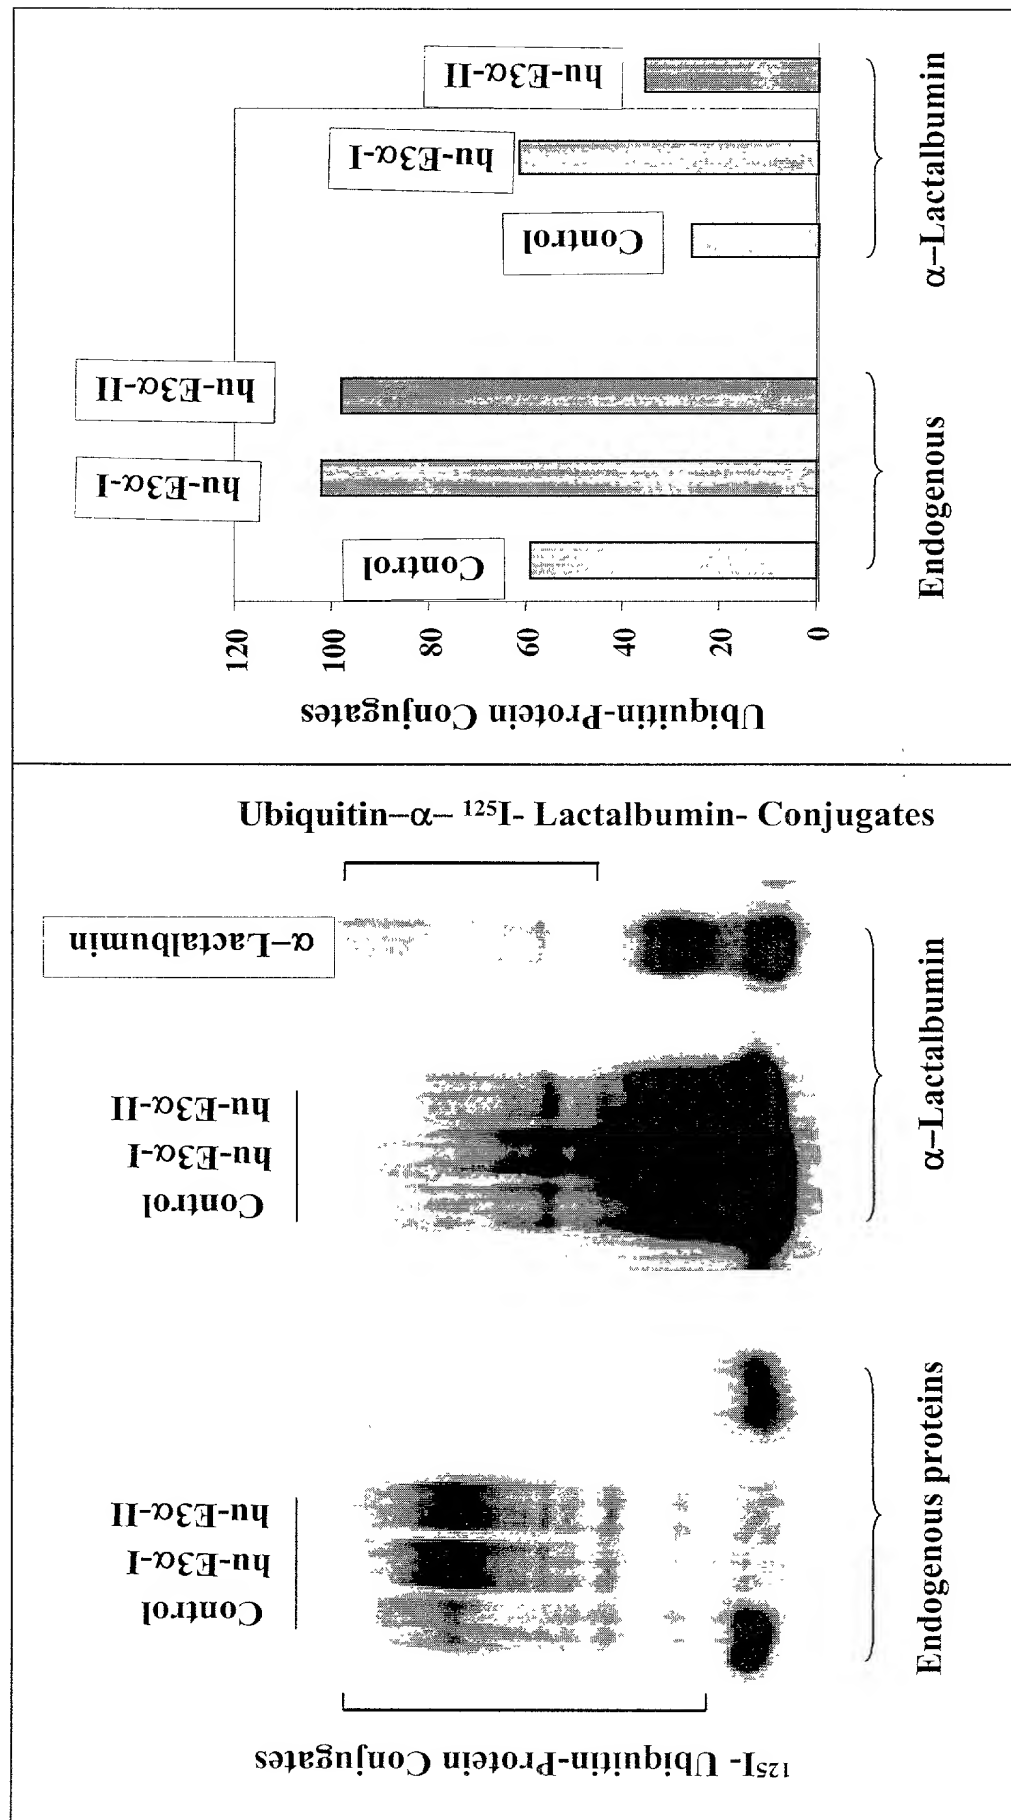 Ubiquitin-Protein Conjugates
120
100
80
60
40
20
0
Control
hu-E3α-I
hu-E3α-II
Control
hu-E3α-I
hu-E3α-II
Endogenous
α–Lactalbumin
¹²⁵I- Ubiquitin-Protein Conjugates
Control
hu-E3α-I
hu-E3α-II
Control
hu-E3α-I
hu-E3α-II
α–Lactalbumin
Ubiquitin–α– ¹²⁵I- Lactalbumin- Conjugates
Endogenous proteins
α–Lactalbumin